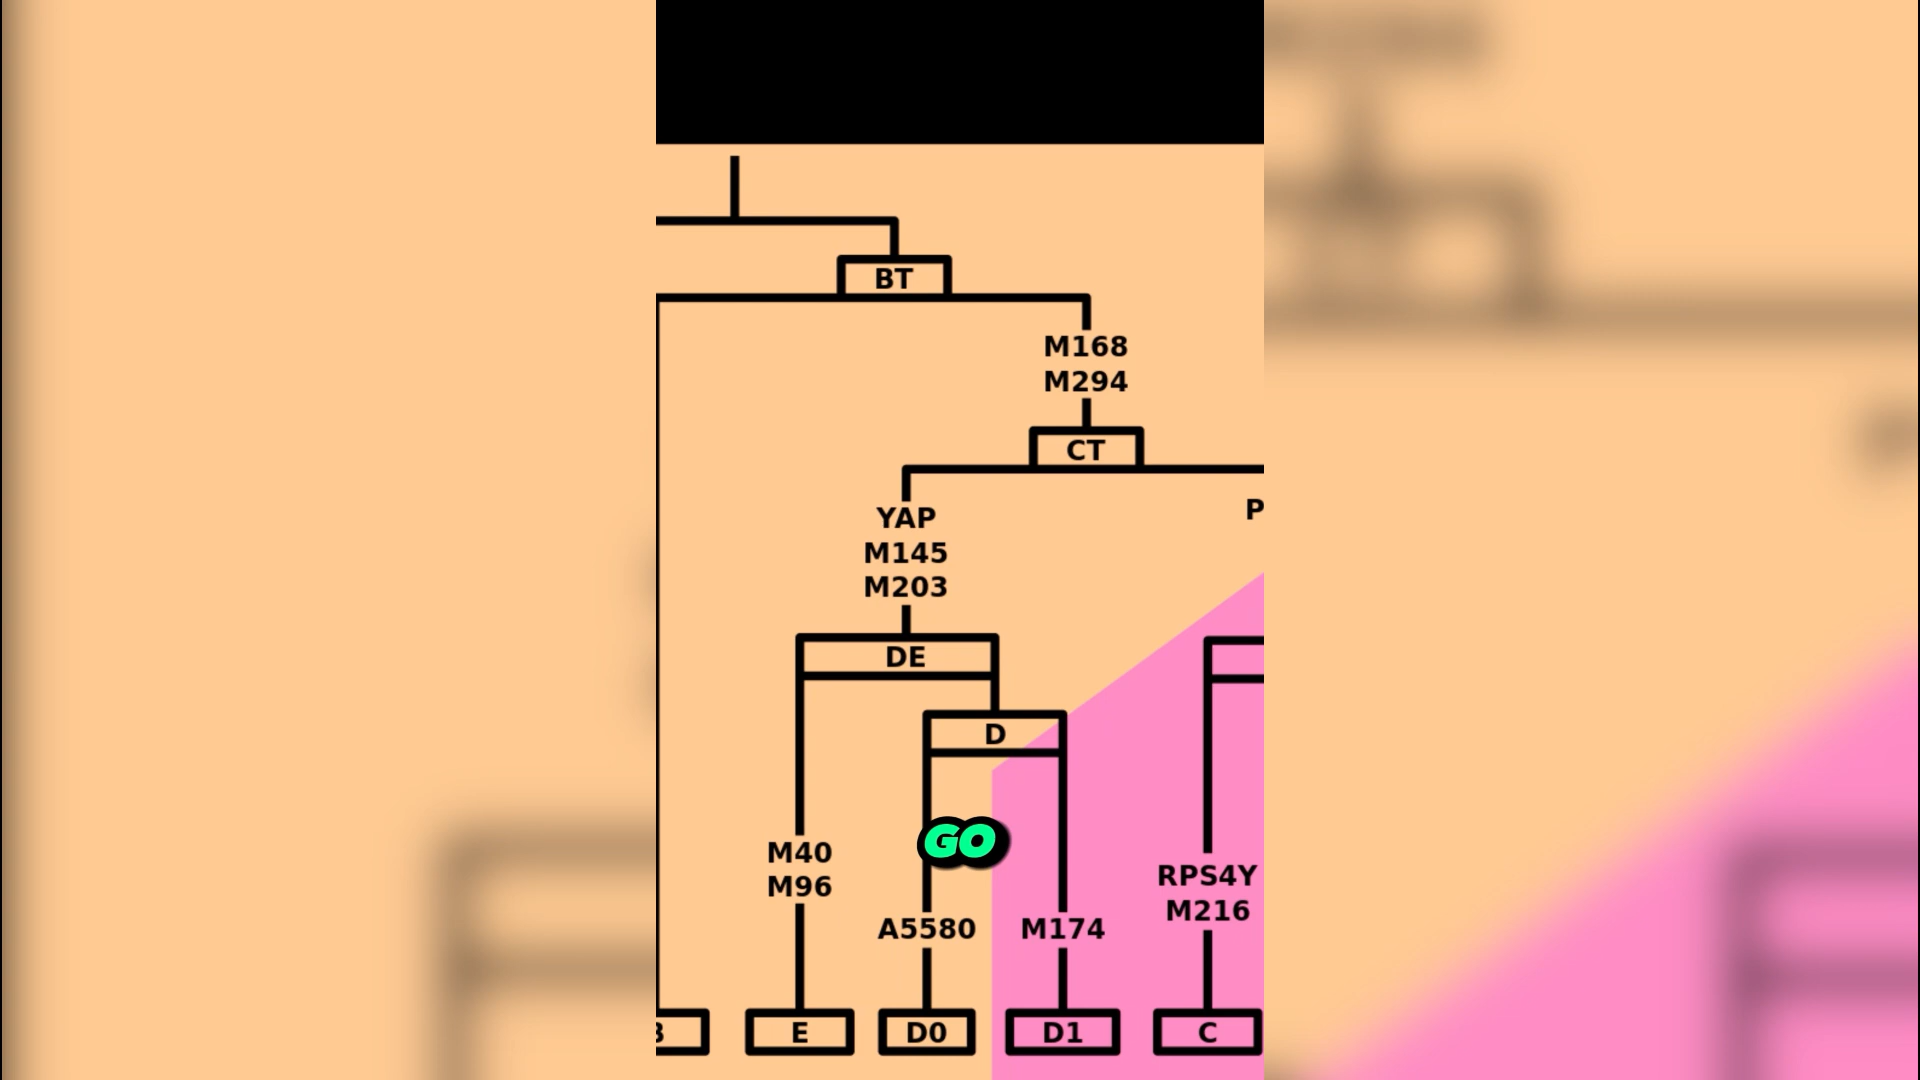 BT
M168
M294
CT
P
YAP
M145
M203
DE
D
GO
M40
M96
RPS4Y
M216
A5580
M174
E
D0
D1
C